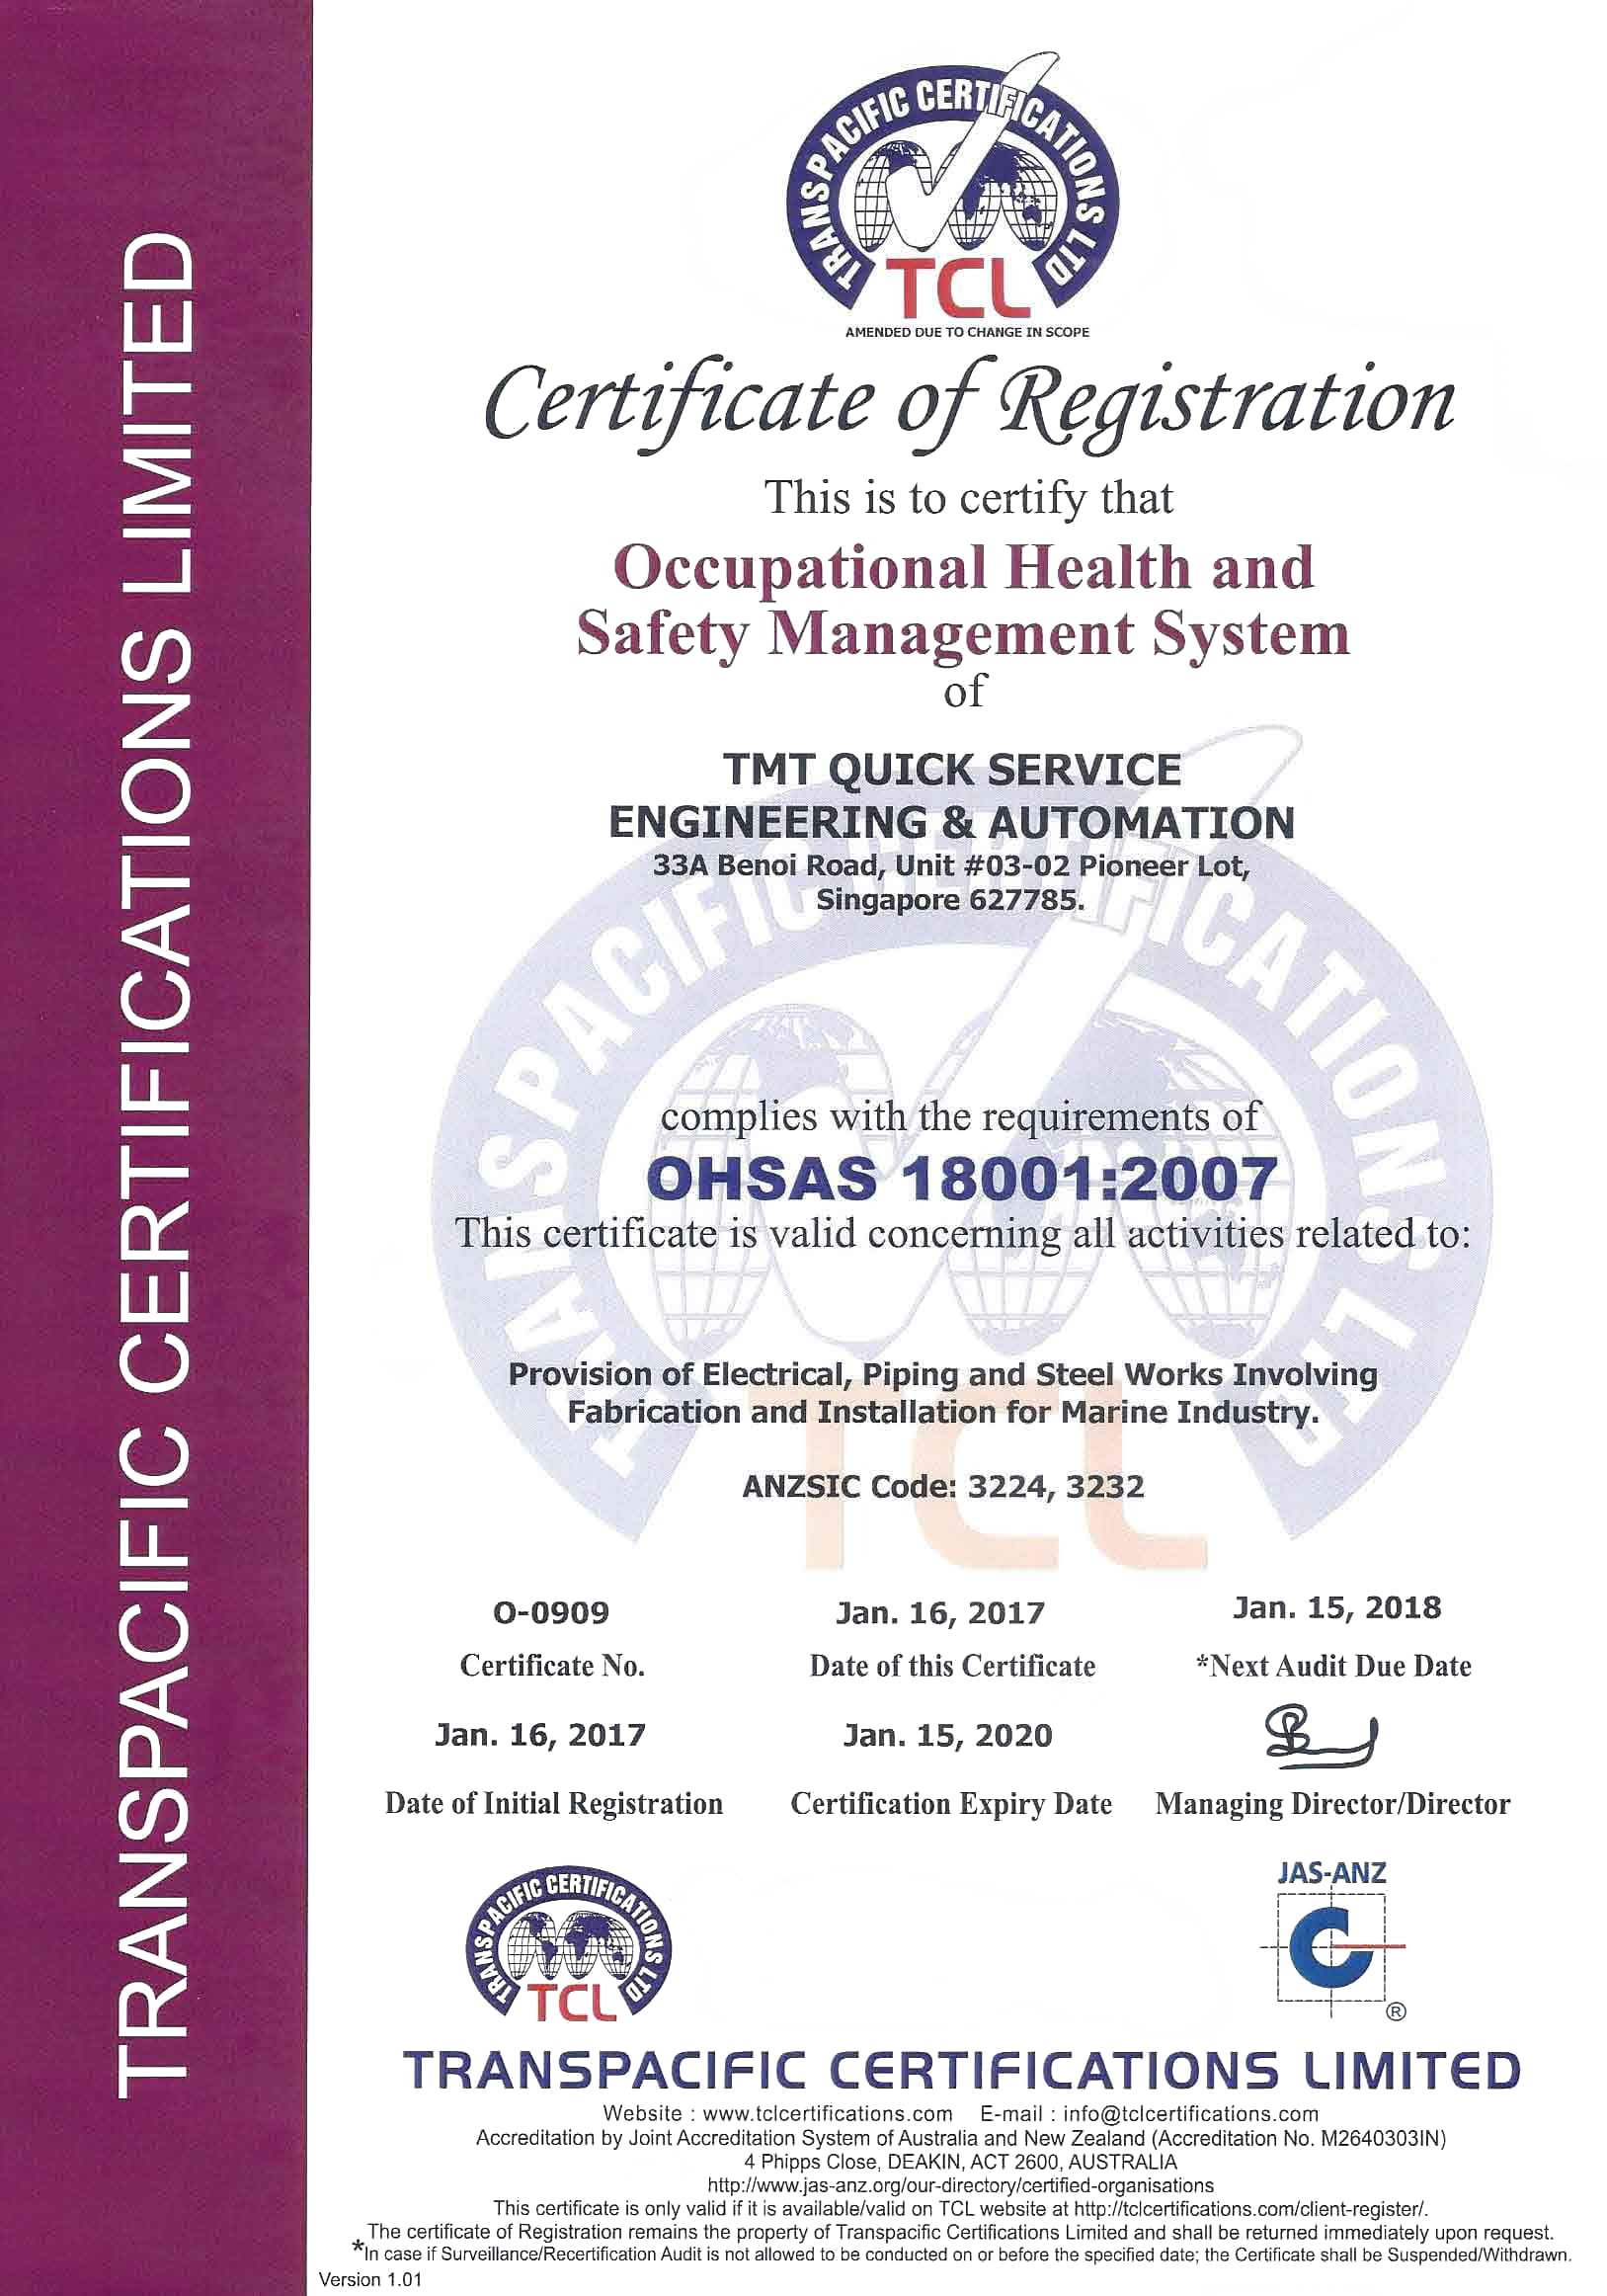 TRANSPACIFIC CERTIFICATIONS LIMITED
TRANSPACIFIC CERTIFICATIONS LTD
TCL
AMENDED DUE TO CHANGE IN SCOPE
Certificate of Registration
This is to certify that
Occupational Health and
Safety Management System
of
TMT QUICK SERVICE
ENGINEERING & AUTOMATION
33A Benoi Road, Unit #03-02 Pioneer Lot,
Singapore 627785.
TRANSPACIFIC CERTIFICATIONS LTD
complies with the requirements of
OHSAS 18001:2007
This certificate is valid concerning all activities related to:
Provision of Electrical, Piping and Steel Works Involving
Fabrication and Installation for Marine Industry.
TCL
ANZSIC Code: 3224, 3232
O-0909 Jan. 16, 2017 Jan. 15, 2018
Certificate No. Date of this Certificate *Next Audit Due Date
Jan. 16, 2017 Jan. 15, 2020
Date of Initial Registration Certification Expiry Date Managing Director/Director
TRANSPACIFIC CERTIFICATIONS LTD
TCL
JAS-ANZ
®
TRANSPACIFIC CERTIFICATIONS LIMITED
Website : www.tclcertifications.com E-mail : info@tclcertifications.com
Accreditation by Joint Accreditation System of Australia and New Zealand (Accreditation No. M2640303IN)
4 Phipps Close, DEAKIN, ACT 2600, AUSTRALIA
http://www.jas-anz.org/our-directory/certified-organisations
This certificate is only valid if it is available/valid on TCL website at http://tclcertifications.com/client-register/.
The certificate of Registration remains the property of Transpacific Certifications Limited and shall be returned immediately upon request.
*In case if Surveillance/Recertification Audit is not allowed to be conducted on or before the specified date; the Certificate shall be Suspended/Withdrawn.
Version 1.01